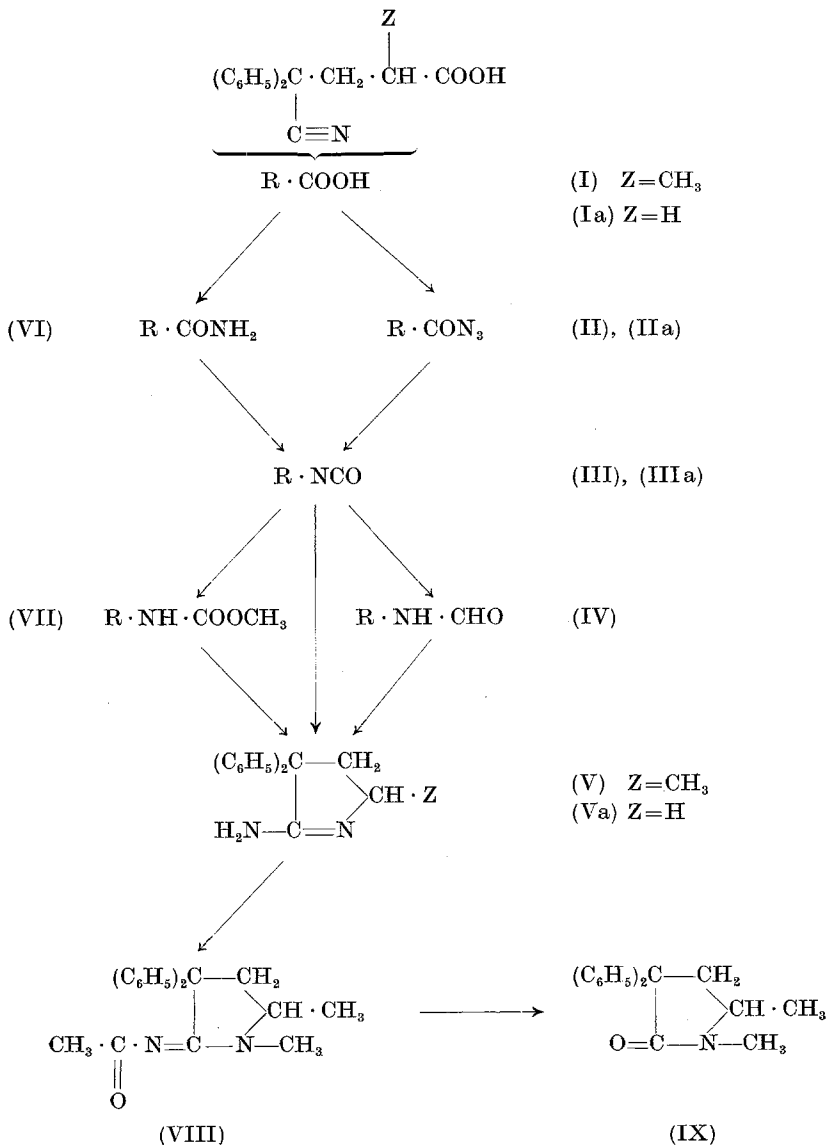 Z
(C₆H₅)₂C · CH₂ · CH · COOH
C≡N
R · COOH (I) Z=CH₃
(Ia) Z=H
(VI) R · CONH₂ R · CON₃ (II), (IIa)
R · NCO (III), (IIIa)
(VII) R · NH · COOCH₃ R · NH · CHO (IV)
(C₆H₅)₂C—CH₂
CH · Z (V) Z=CH₃
H₂N—C=N (Va) Z=H
(C₆H₅)₂C—CH₂ (C₆H₅)₂C—CH₂
CH · CH₃ CH · CH₃
CH₃ · C · N=C—N—CH₃ O=C—N—CH₃
O
(VIII) (IX)